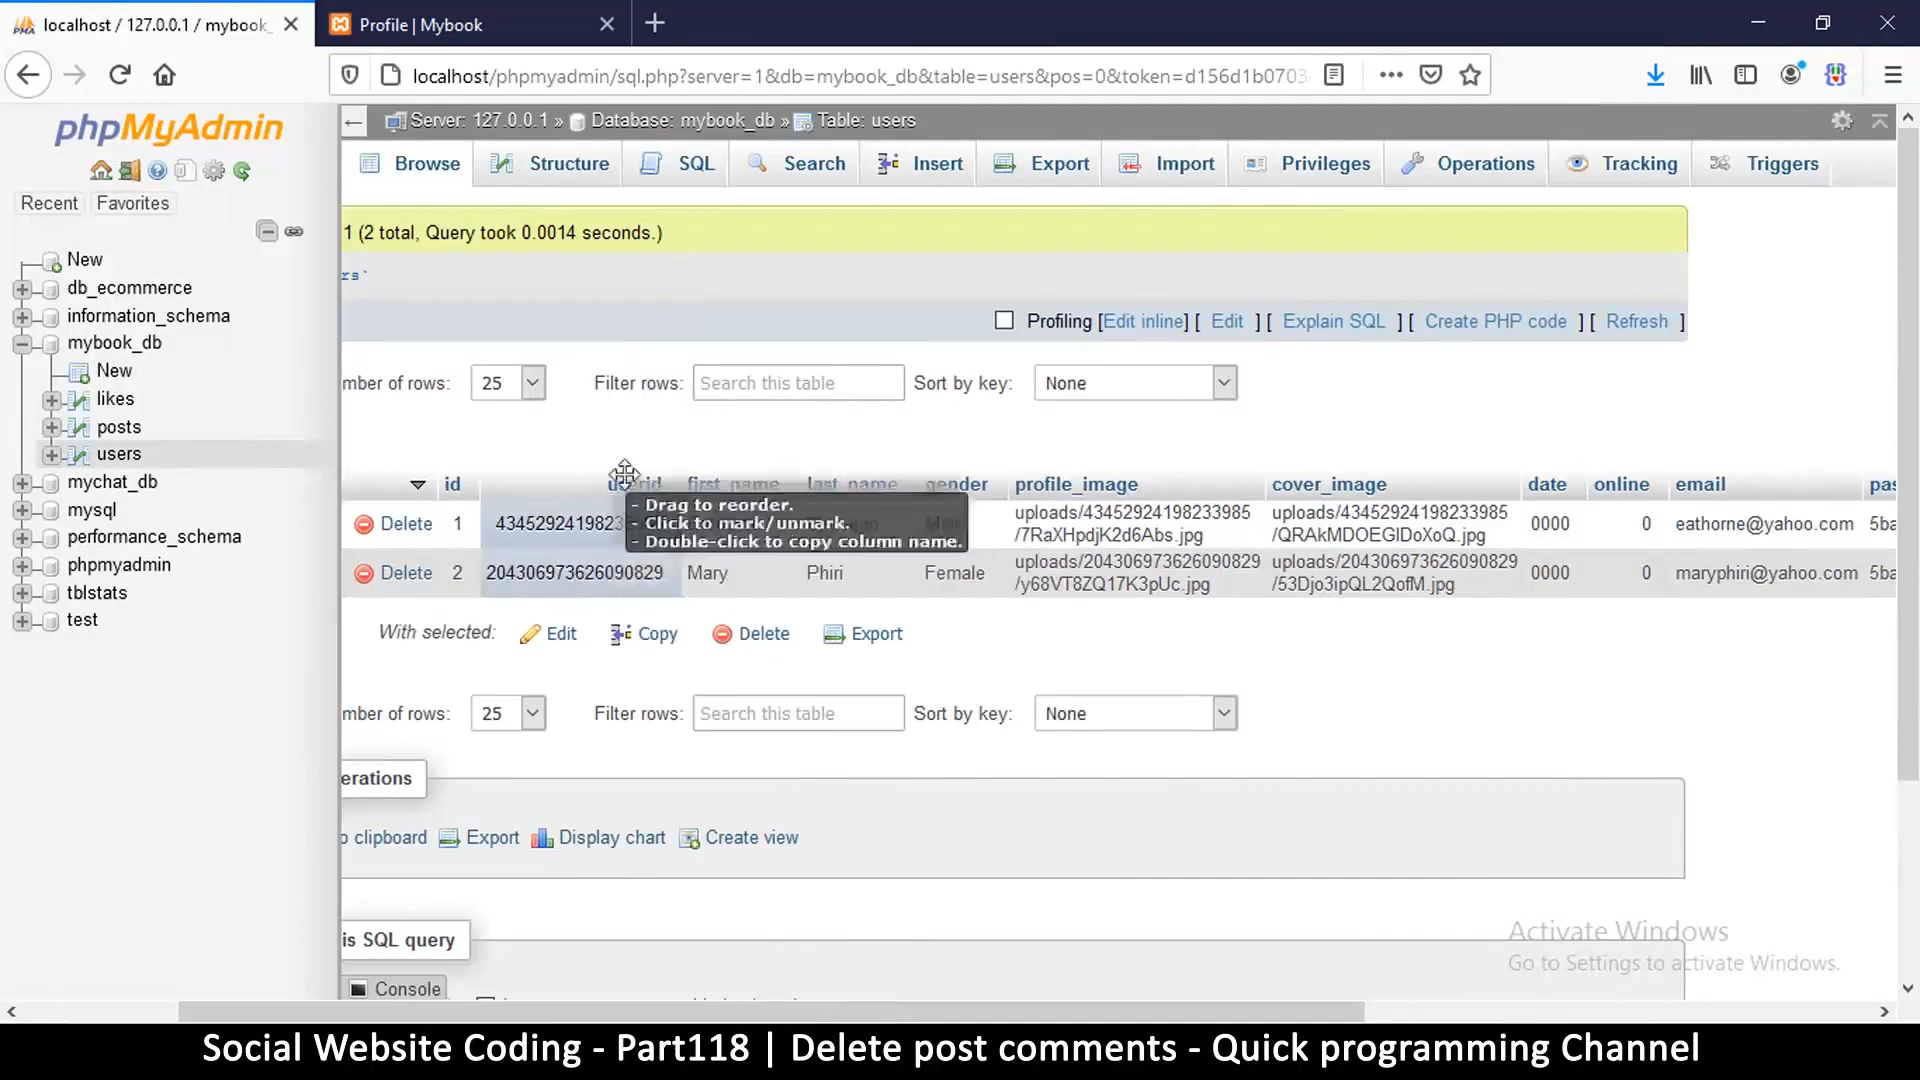 localhost / 127.0.0.1 / mybook_
Profile | Mybook
localhost/phpmyadmin/sql.php?server=1&db=mybook_db&table=users&pos=0&token=d156d1b0703
phpMyAdmin
Recent
Favorites
New
db_ecommerce
information_schema
mybook_db
New
likes
posts
users
mychat_db
mysql
performance_schema
phpmyadmin
tblstats
test
Server: 127.0.0.1 » Database: mybook_db » Table: users
Browse Structure SQL Search Insert Export Import Privileges Operations Tracking Triggers
1 (2 total, Query took 0.0014 seconds.)
rs`
Profiling [Edit inline] [ Edit ] [ Explain SQL ] [ Create PHP code ] [ Refresh ]
mber of rows: 25 Filter rows: Search this table Sort by key: None
id userid first_name last_name gender profile_image cover_image date online email pas
- Drag to reorder.
- Click to mark/unmark.
- Double-click to copy column name.
Delete 1 43452924198233 uploads/43452924198233985 /7RaXHpdjK2d6Abs.jpg uploads/43452924198233985 /QRAkMDOEGIDoXoQ.jpg 0000 0 eathorne@yahoo.com 5ba
Delete 2 204306973626090829 Mary Phiri Female uploads/204306973626090829 /y68VT8ZQ17K3pUc.jpg uploads/204306973626090829 /53Djo3ipQL2QofM.jpg 0000 0 maryphiri@yahoo.com 5ba
With selected: Edit Copy Delete Export
mber of rows: 25 Filter rows: Search this table Sort by key: None
erations
o clipboard Export Display chart Create view
is SQL query
Console
Activate Windows
Go to Settings to activate Windows.
Social Website Coding - Part118 | Delete post comments - Quick programming Channel